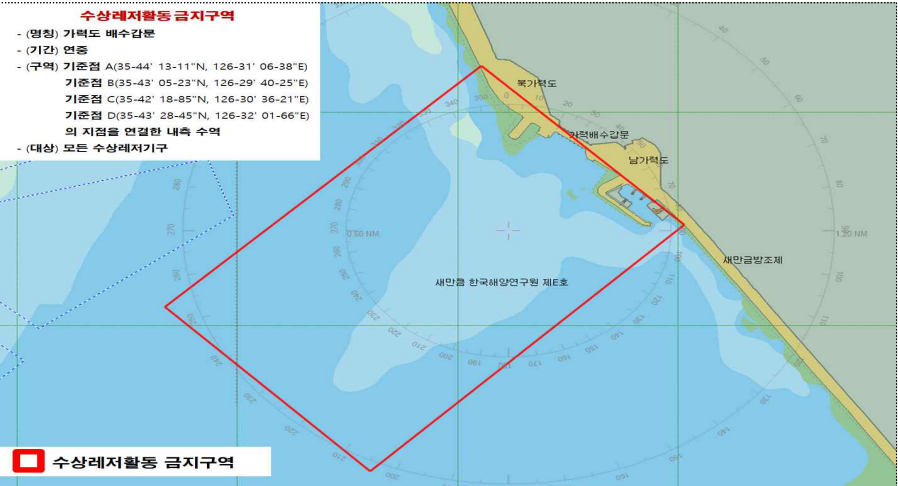 수상레저활동 금지구역
- (명칭) 가력도 배수갑문
- (기간) 연중
- (구역) 기준점 A(35-44' 13-11"N, 126-31' 06-38"E)
기준점 B(35-43' 05-23"N, 126-29' 40-25"E)
기준점 C(35-42' 18-85"N, 126-30' 36-21"E)
기준점 D(35-43' 28-45"N, 126-32' 01-66"E)
의 지점을 연결한 내측 수역
- (대상) 모든 수상레저기구
북가력도
가력배수갑문
남가력도
0.60 NM
1.20 NM
새만금방조제
새만금 한국해양연구원 제E호
수상레저활동 금지구역